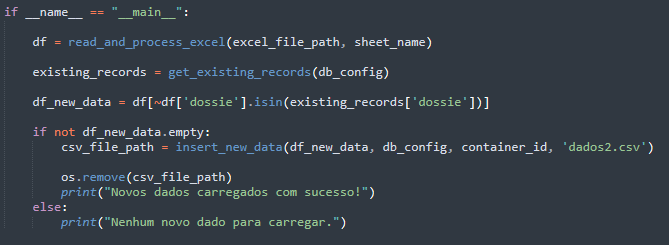 if __name__ == "__main__":
df = read_and_process_excel(excel_file_path, sheet_name)
existing_records = get_existing_records(db_config)
df_new_data = df[~df['dossie'].isin(existing_records['dossie'])]
if not df_new_data.empty:
csv_file_path = insert_new_data(df_new_data, db_config, container_id, 'dados2.csv')
os.remove(csv_file_path)
print("Novos dados carregados com sucesso!")
else:
print("Nenhum novo dado para carregar.")